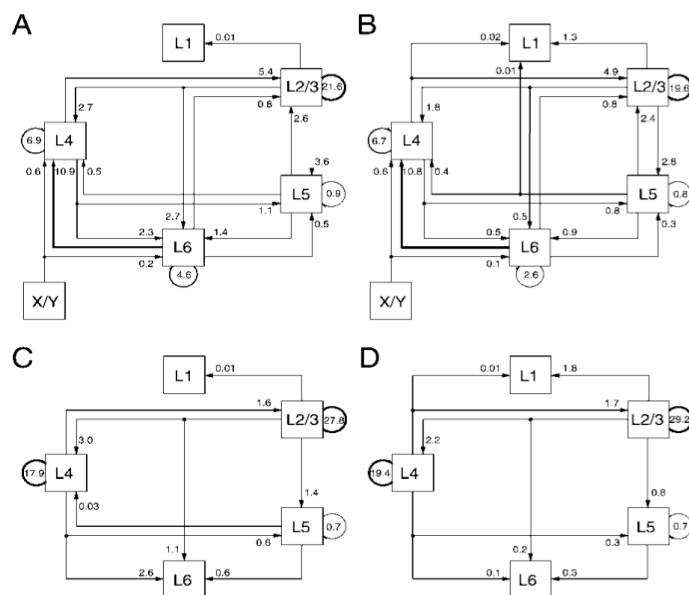 A
B
L1
0.01
5.4
L2/3
21.6
0.8
2.7
2.6
L4
6.9
0.6
10.9
0.5
3.6
L5
0.9
1.1
2.7
2.3
L6
1.4
0.5
0.2
4.6
X/Y
0.02
L1
1.3
0.01
4.9
L2/3
19.6
0.8
1.8
2.4
L4
6.7
0.6
10.8
0.4
2.8
L5
0.8
0.8
0.5
0.5
L6
0.9
0.3
0.1
2.6
X/Y
C
D
L1
0.01
1.6
L2/3
27.8
3.0
L4
17.9
0.03
1.4
L5
0.7
0.6
1.1
2.6
L6
0.6
0.01
L1
1.8
1.7
L2/3
29.2
2.2
L4
19.4
0.8
L5
0.7
0.3
0.2
0.1
L6
0.3